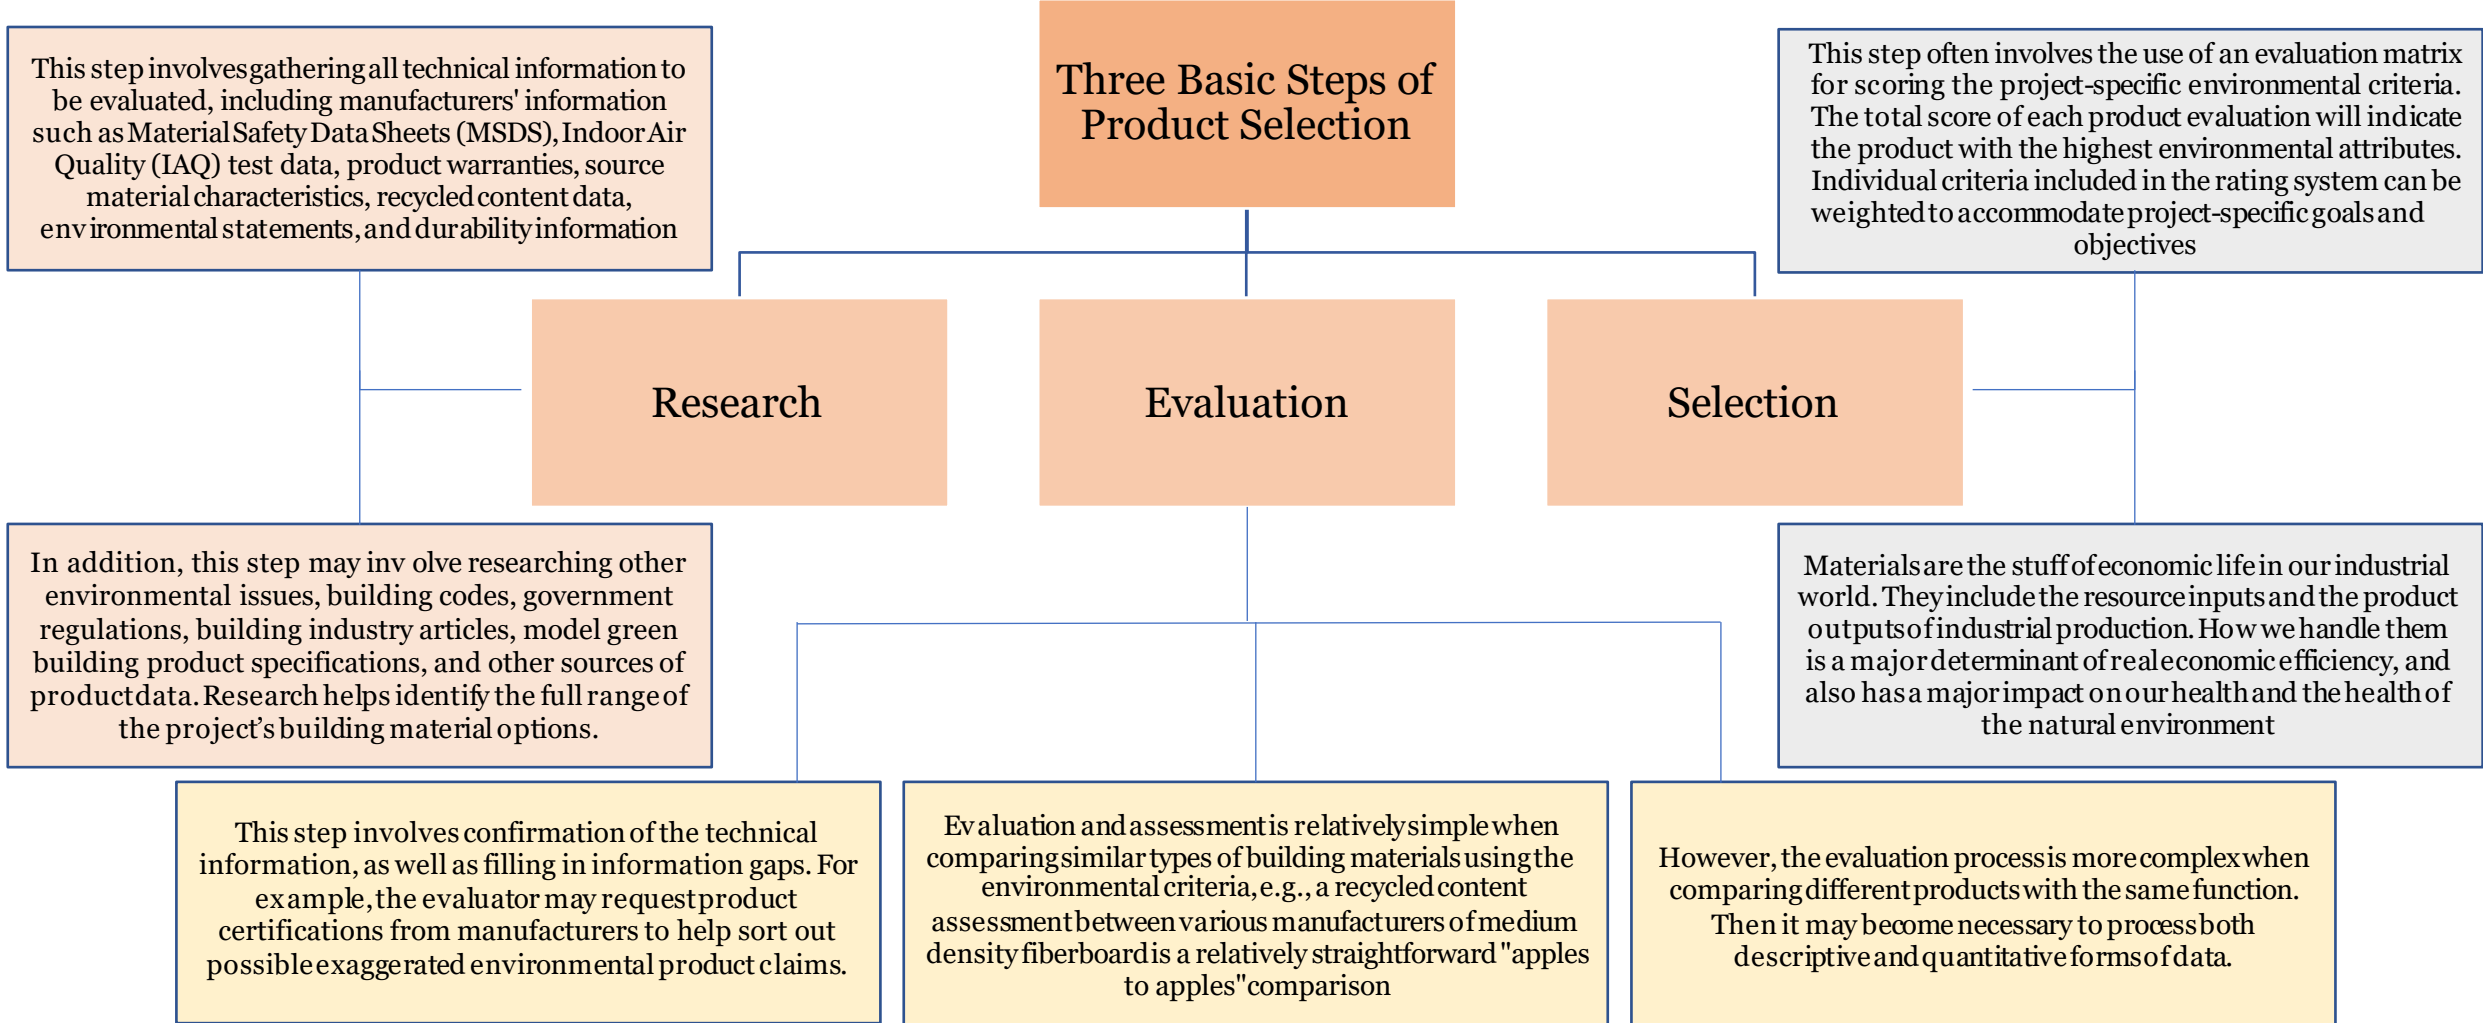 Three Basic Steps of
Product Selection
This step involves gathering all technical information to
be evaluated, including manufacturers' information
such as Material Safety Data Sheets (MSDS), Indoor Air
Quality (IAQ) test data, product warranties, source
material characteristics, recycled content data,
environmental statements, and durability information
This step often involves the use of an evaluation matrix
for scoring the project-specific environmental criteria.
The total score of each product evaluation will indicate
the product with the highest environmental attributes.
Individual criteria included in the rating system can be
weighted to accommodate project-specific goals and
objectives
Research
Evaluation
Selection
In addition, this step may inv olve researching other
environmental issues, building codes, government
regulations, building industry articles, model green
building product specifications, and other sources of
product data. Research helps identify the full range of
the project’s building material options.
Materials are the stuff of economic life in our industrial
world. They include the resource inputs and the product
outputs of industrial production. How we handle them
is a major determinant of real economic efficiency, and
also has a major impact on our health and the health of
the natural environment
This step involves confirmation of the technical
information, as well as filling in information gaps. For
example, the evaluator may request product
certifications from manufacturers to help sort out
possible exaggerated environmental product claims.
Evaluation and assessment is relatively simple when
comparing similar types of building materials using the
environmental criteria, e.g., a recycled content
assessment between various manufacturers of medium
density fiberboard is a relatively straightforward "apples
to apples" comparison
However, the evaluation process is more complex when
comparing different products with the same function.
Then it may become necessary to process both
descriptive and quantitative forms of data.